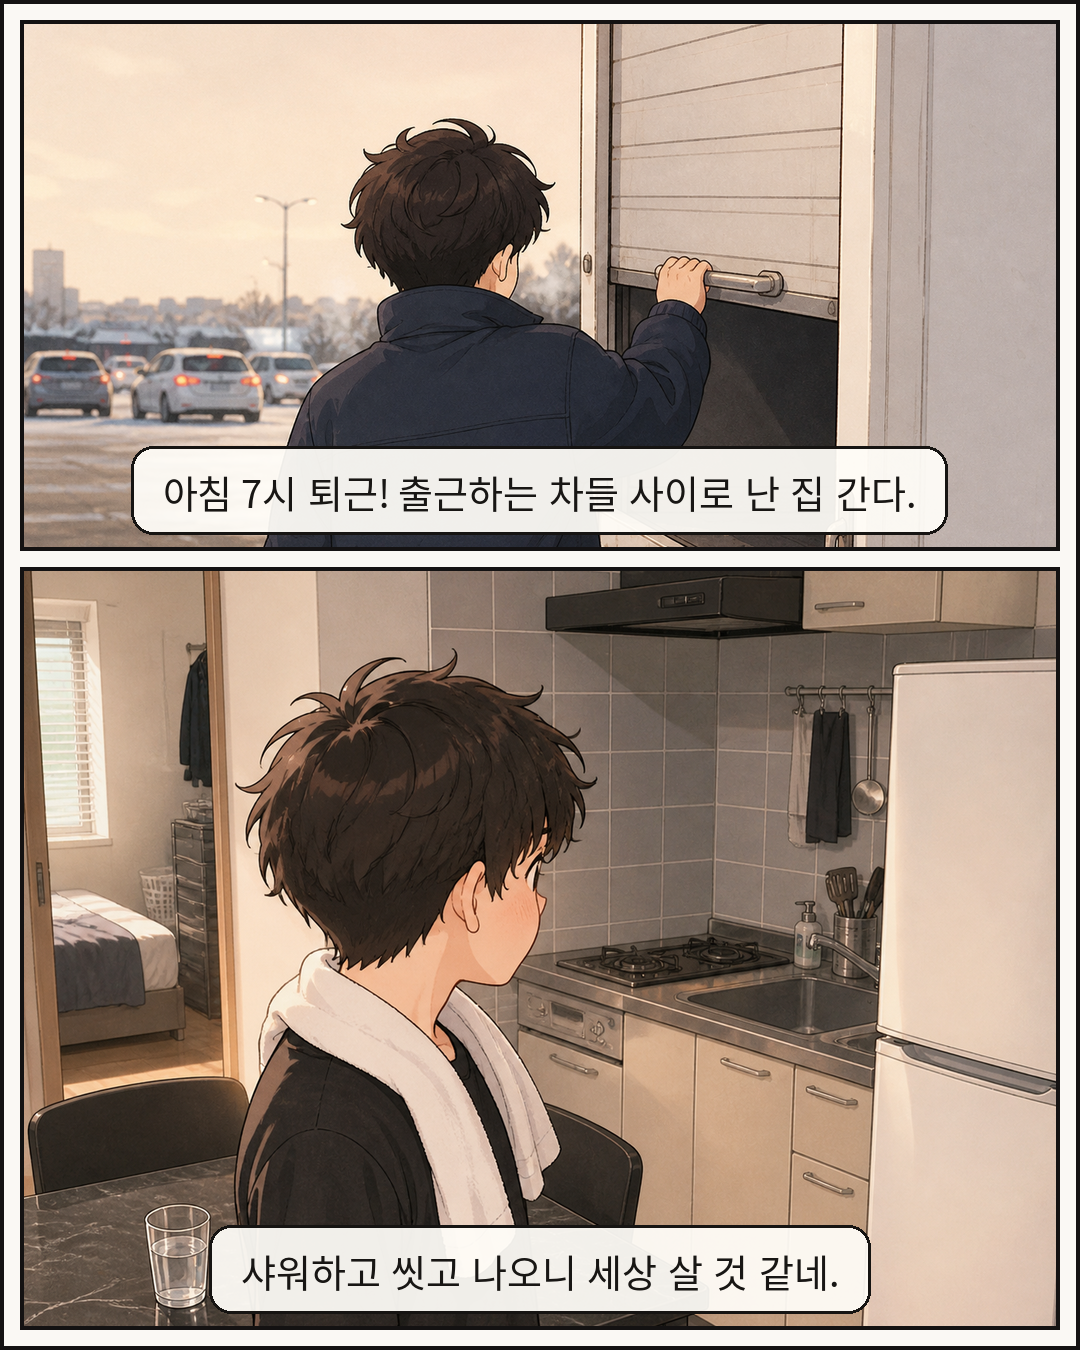 아침 7시 퇴근! 출근하는 차들 사이로 난 집 간다.
샤워하고 씻고 나오니 세상 살 것 같네.